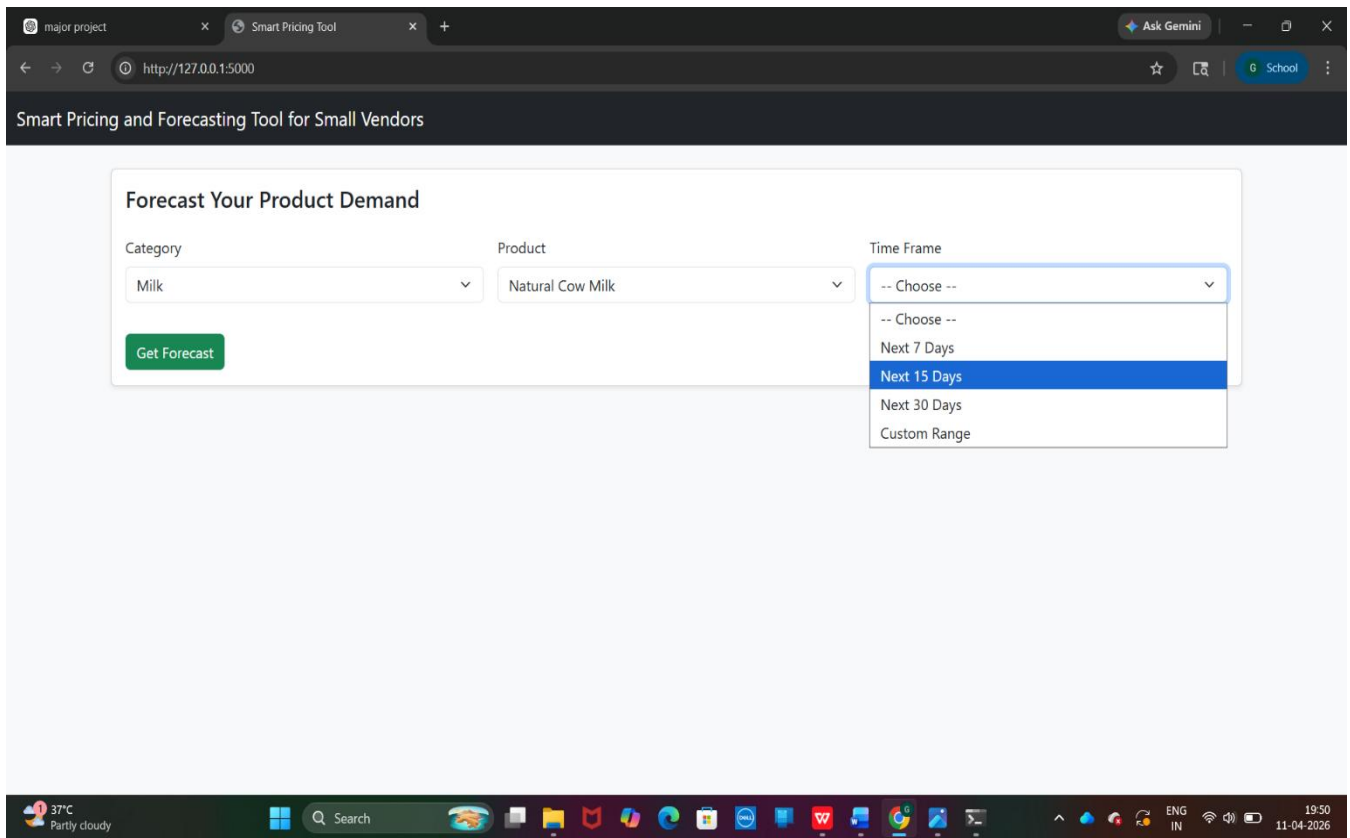 major project
Smart Pricing Tool
Ask Gemini
http://127.0.0.1:5000
G School
Smart Pricing and Forecasting Tool for Small Vendors
Forecast Your Product Demand
Category Product Time Frame
Milk Natural Cow Milk -- Choose --
-- Choose --
Get Forecast
Next 7 Days
Next 15 Days
Next 30 Days
Custom Range
1
37°C
Partly cloudy
Search
DELL
W
G
ENG
IN
19:50
11-04-2026